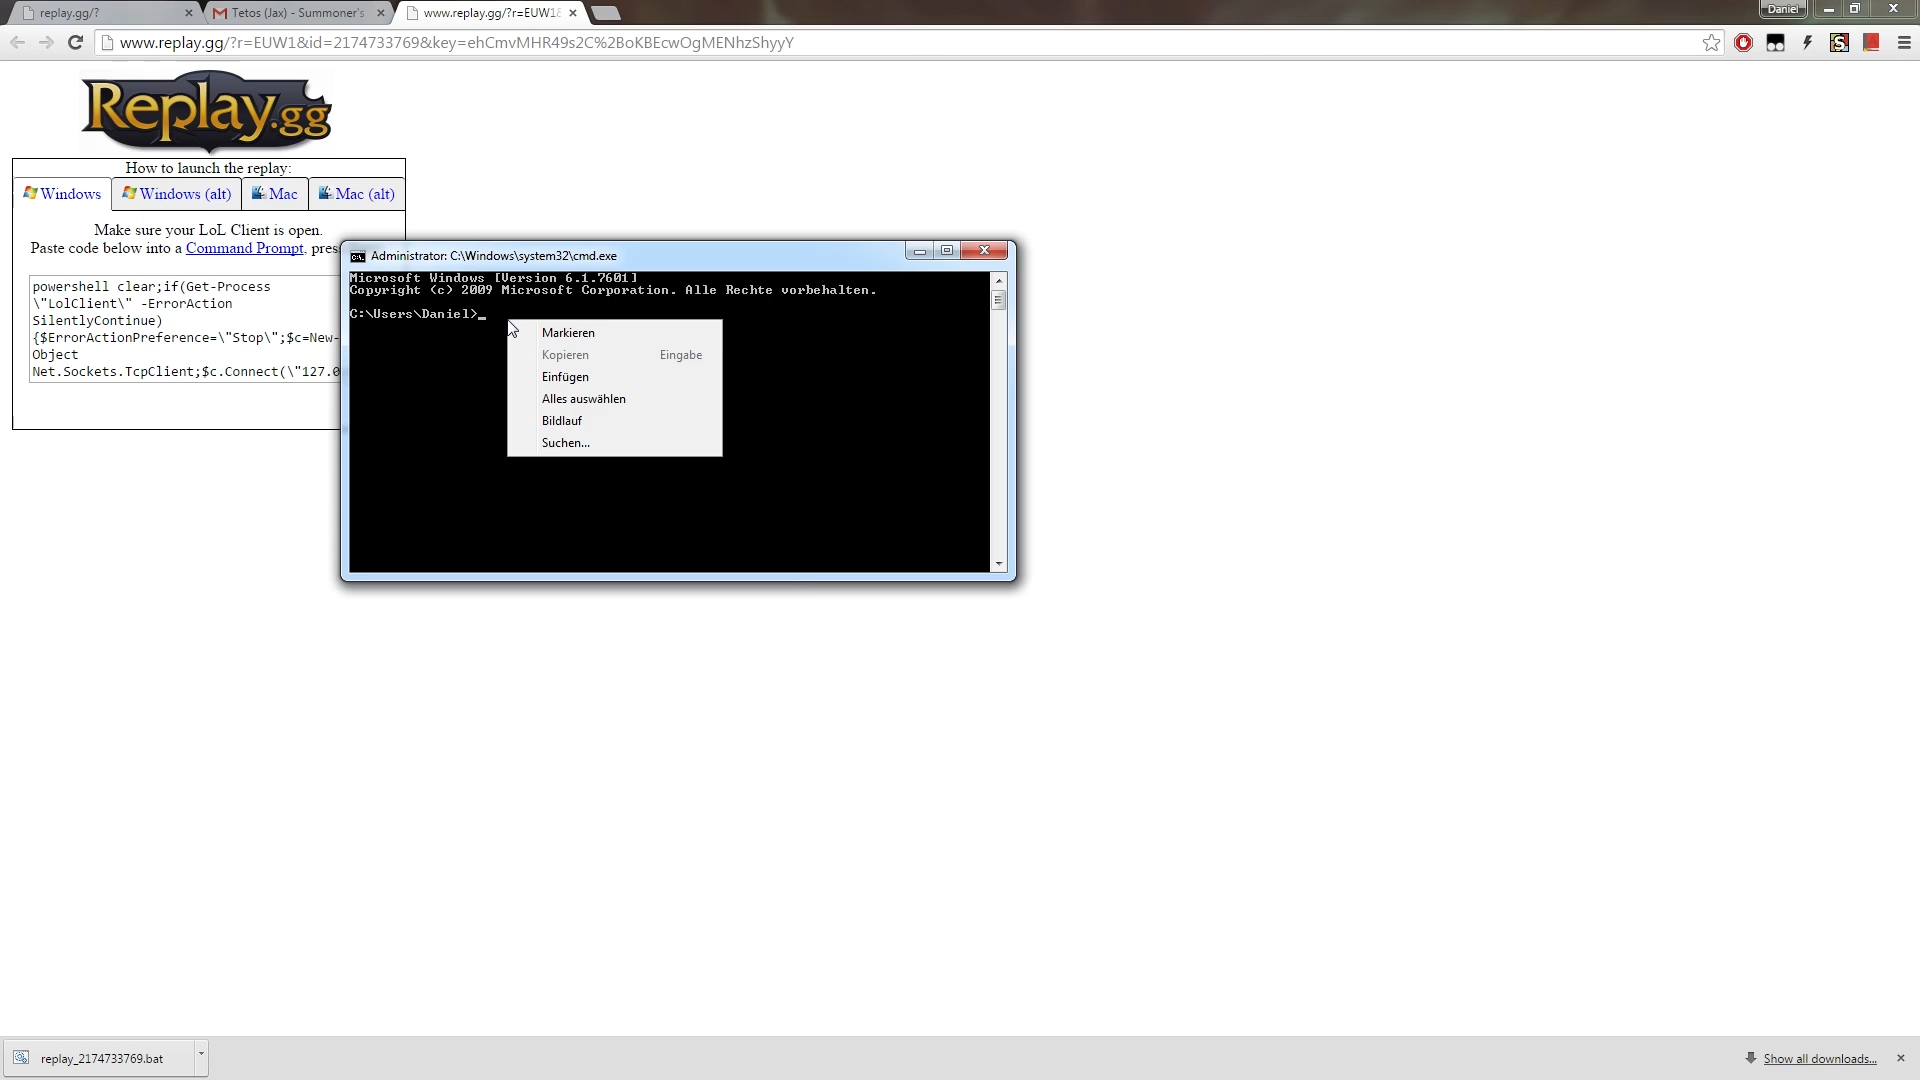 replay.gg/?
Tetos (Jax) - Summoner's
www.replay.gg/?r=EUW1&
Daniel
www.replay.gg/?r=EUW1&id=2174733769&key=ehCmvMHR49s2C%2BoKBEcwOgMENhzShyyY
Replay.gg
How to launch the replay:
Windows
Windows (alt)
Mac
Mac (alt)
Make sure your LoL Client is open.
Paste code below into a Command Prompt, press
powershell clear;if(Get-Process
\"LolClient\" -ErrorAction
SilentlyContinue)
{$ErrorActionPreference=\"Stop\";$c=New-
Object
Net.Sockets.TcpClient;$c.Connect(\"127.0
Administrator: C:\Windows\system32\cmd.exe
Microsoft Windows [Version 6.1.7601]
Copyright (c) 2009 Microsoft Corporation. Alle Rechte vorbehalten.
C:\Users\Daniel>_
Markieren
Kopieren Eingabe
Einfügen
Alles auswählen
Bildlauf
Suchen...
replay_2174733769.bat
Show all downloads...